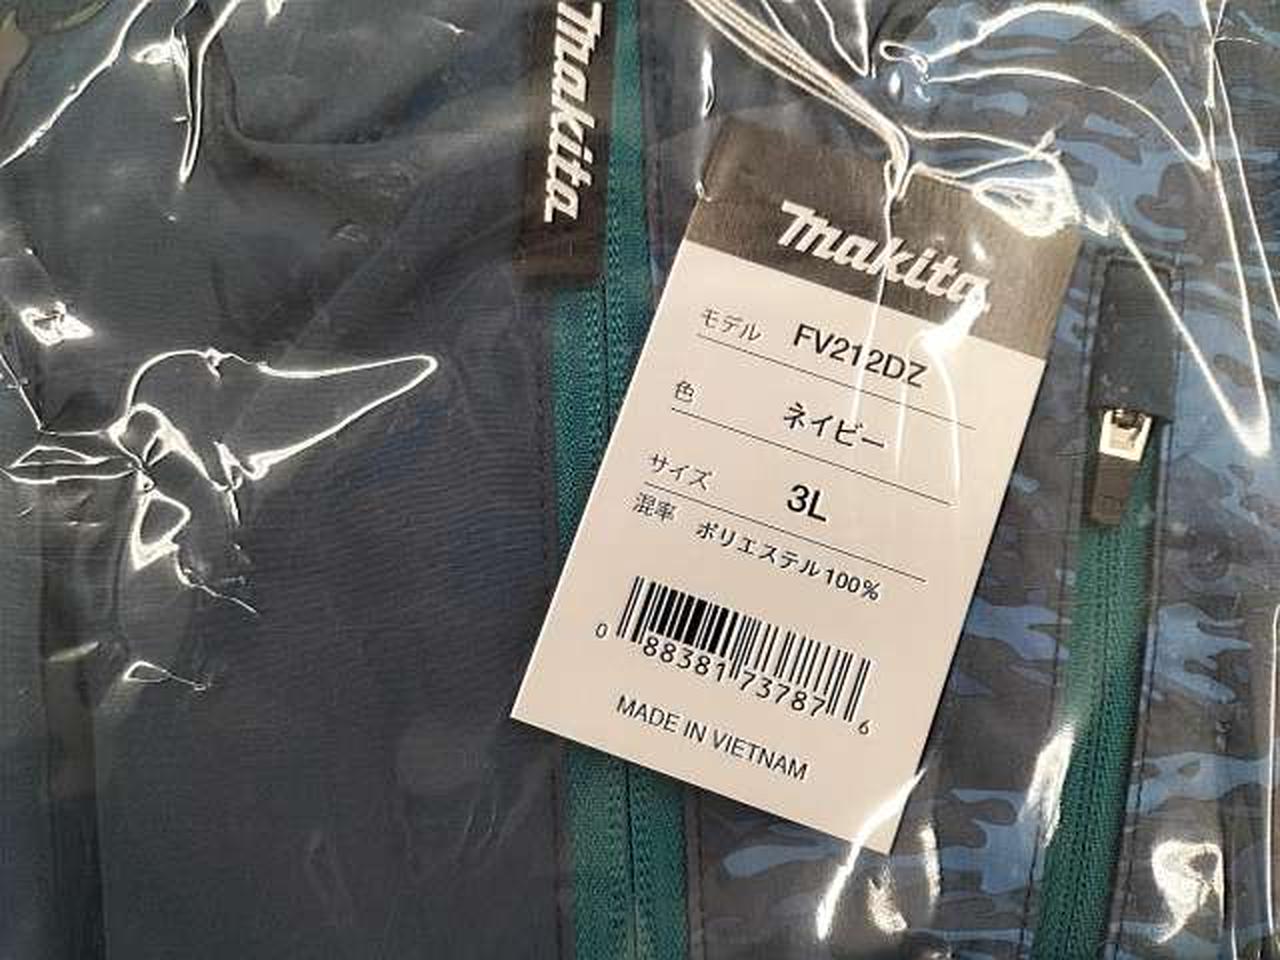 makita
makita
モデル FV212DZ
色 ネイビー
サイズ 3L
混率 ポリエステル100%
0 88381 73787 6
MADE IN VIETNAM